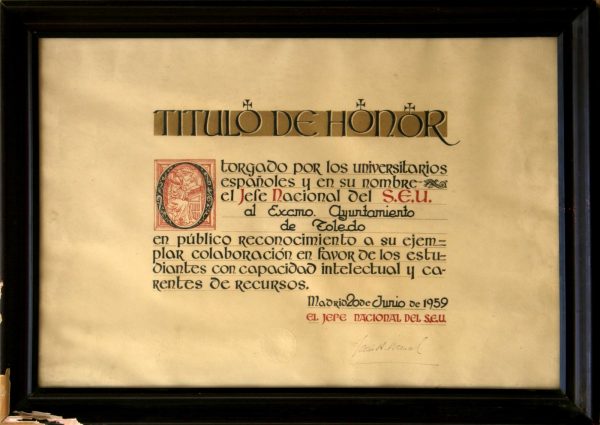 TITULO DE HONOR
Otorgado por los universitarios
españoles y en su nombre
el Jefe Nacional del S.E.U.
al Excmo. Ayuntamiento
de Toledo
en público reconocimiento a su ejem=
plar colaboración en favor de los estu=
diantes con capacidad intelectual y ca=
rentes de recursos.
Madrid 20 de Junio de 1959
EL JEFE NACIONAL DEL S.E.U.